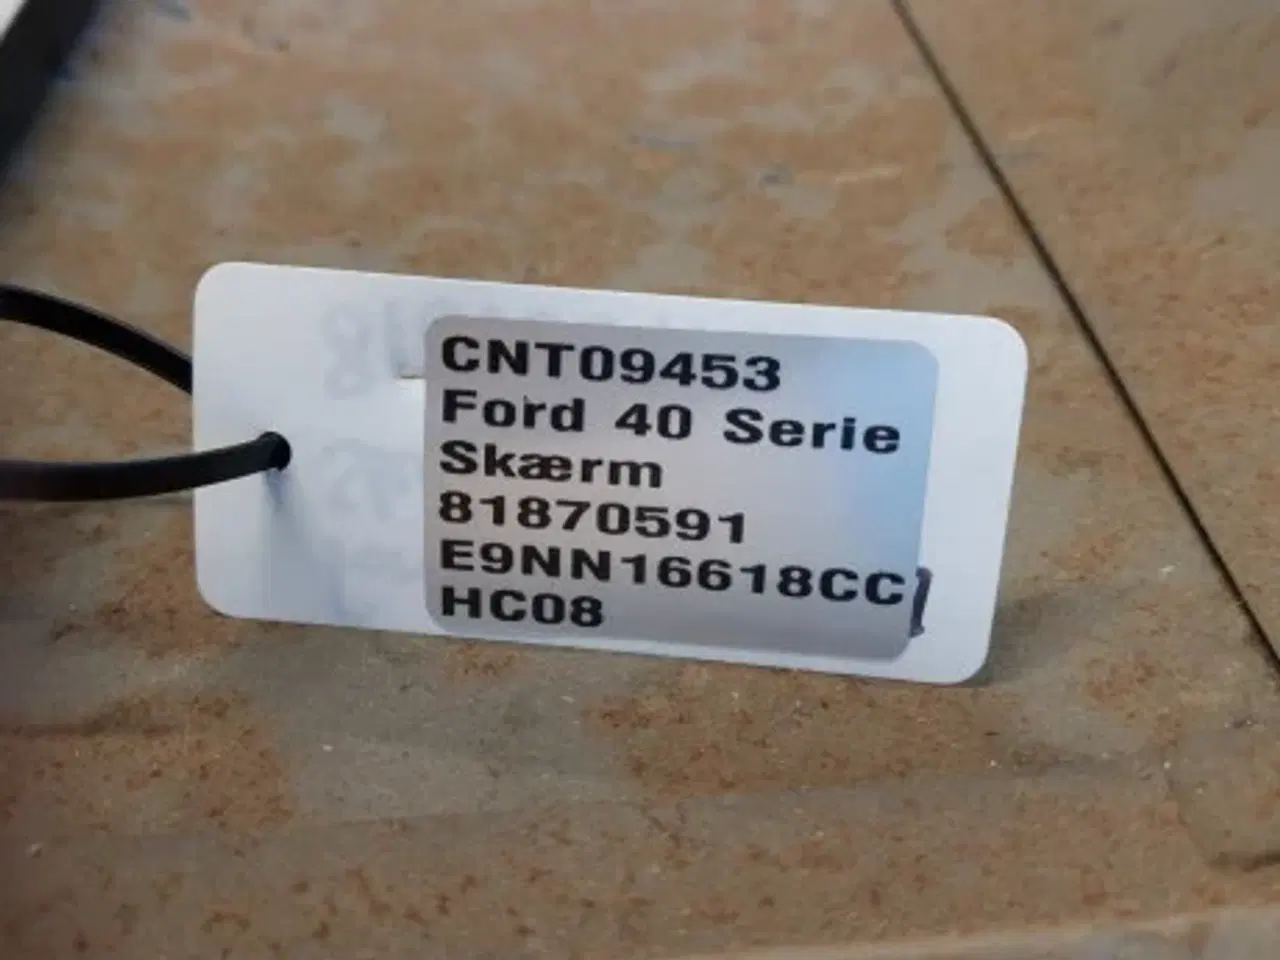 CNT09453
Ford 40 Serie
Skærm
81870591
E9NN16618CC
HC08